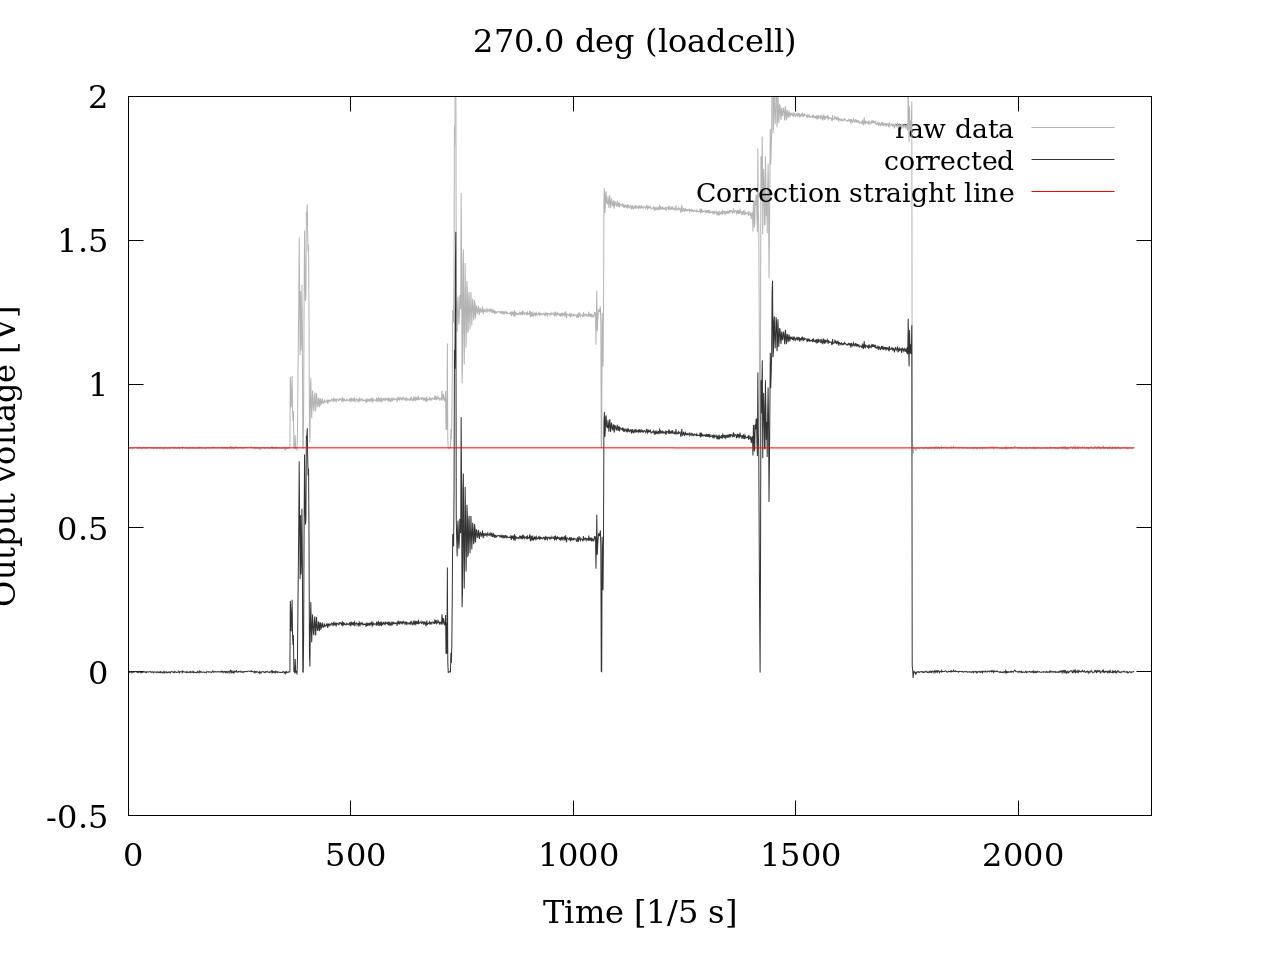 270.0 deg (loadcell)
raw data
corrected
Correction straight line
2
1.5
1
0.5
0
-0.5
Output voltage [V]
0 500 1000 1500 2000
Time [1/5 s]